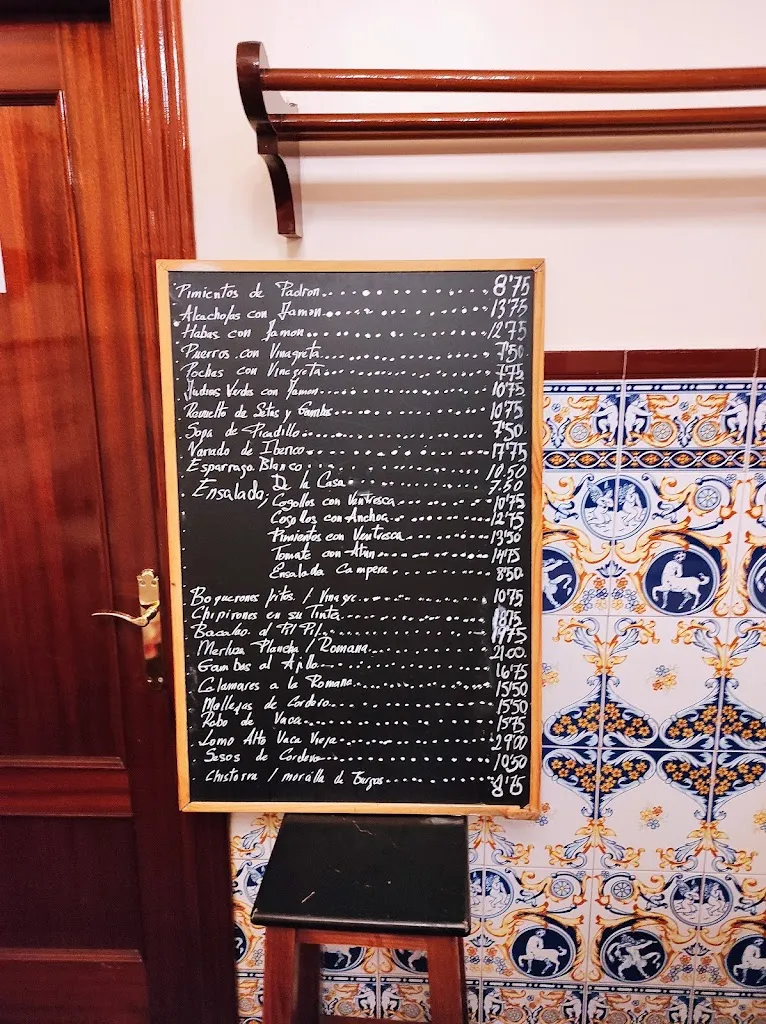 Pimientos de Padron 8'75
Alcachofas con Jamon 13'75
Habas con Jamon 12'75
Puerros con Vinagreta 7'50
Pochas con Vinagreta 7'75
Judias Verdes con Jamon 10'75
Revuelto de Setas y Gambas 10'75
Sopa de Picadillo 7'50
Variado de Iberico 17'75
Esparrago Blanco 10.50
Ensalada; De la Casa 7.50
Cogollos con Ventresca 10'75
Cogollos con Anchoa 12'75
Pimientos con Ventresca 13'50
Tomate con Atun 14'75
Ensalada Campera 8'50
Boquerones fritos / Vinagre 10'75
Chipirones en su Tinta
Bacalao al Pil Pil
Merluza Plancha / Romana 21'00
Gambas al Ajillo 16'75
Calamares a la Romana 15'50
Mollejas de Cordero 15'50
Rabo de Vaca 15'75
Lomo Alto Vaca Vieja 29'00
Sesos de Cordero 10'50
Chistorra / morcilla de Burgos 8'75